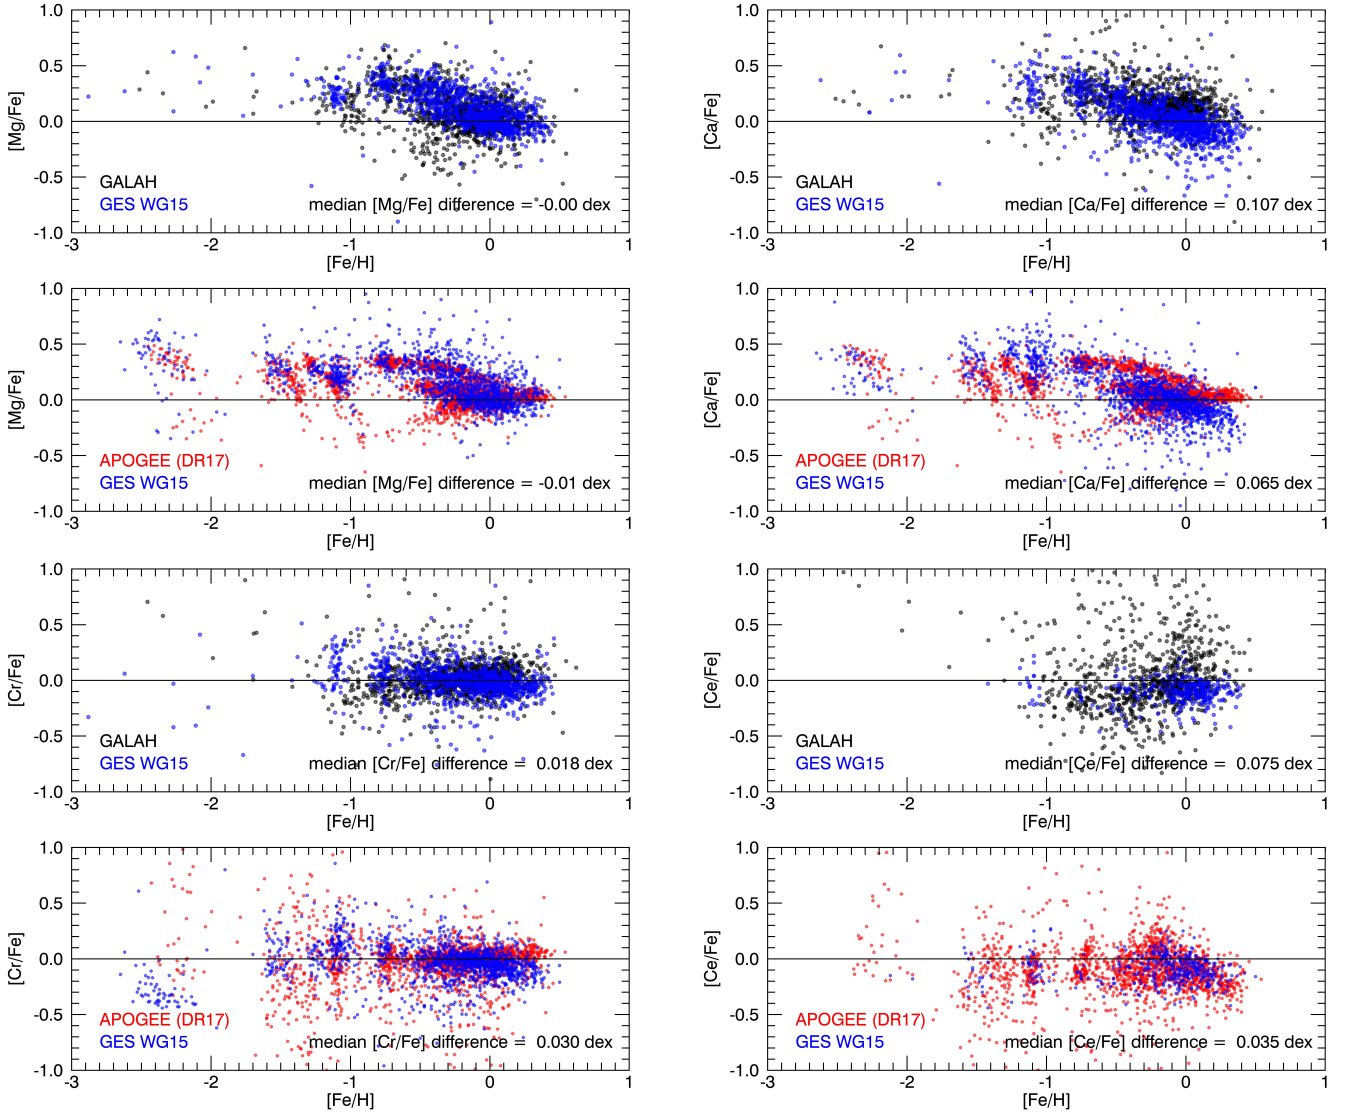 1.0
0.5
0.0
-0.5
-1.0
[Mg/Fe]
GALAH
GES WG15
median [Mg/Fe] difference = -0.00 dex
-3 -2 -1 0 1
[Fe/H]
1.0
0.5
0.0
-0.5
-1.0
[Ca/Fe]
GALAH
GES WG15
median [Ca/Fe] difference = 0.107 dex
-3 -2 -1 0 1
[Fe/H]
1.0
0.5
0.0
-0.5
-1.0
[Mg/Fe]
APOGEE (DR17)
GES WG15
median [Mg/Fe] difference = -0.01 dex
-3 -2 -1 0 1
[Fe/H]
1.0
0.5
0.0
-0.5
-1.0
[Ca/Fe]
APOGEE (DR17)
GES WG15
median [Ca/Fe] difference = 0.065 dex
-3 -2 -1 0 1
[Fe/H]
1.0
0.5
0.0
-0.5
-1.0
[Cr/Fe]
GALAH
GES WG15
median [Cr/Fe] difference = 0.018 dex
-3 -2 -1 0 1
[Fe/H]
1.0
0.5
0.0
-0.5
-1.0
[Ce/Fe]
GALAH
GES WG15
median [Ce/Fe] difference = 0.075 dex
-3 -2 -1 0 1
[Fe/H]
1.0
0.5
0.0
-0.5
-1.0
[Cr/Fe]
APOGEE (DR17)
GES WG15
median [Cr/Fe] difference = 0.030 dex
-3 -2 -1 0 1
[Fe/H]
1.0
0.5
0.0
-0.5
-1.0
[Ce/Fe]
APOGEE (DR17)
GES WG15
median [Ce/Fe] difference = 0.035 dex
-3 -2 -1 0 1
[Fe/H]